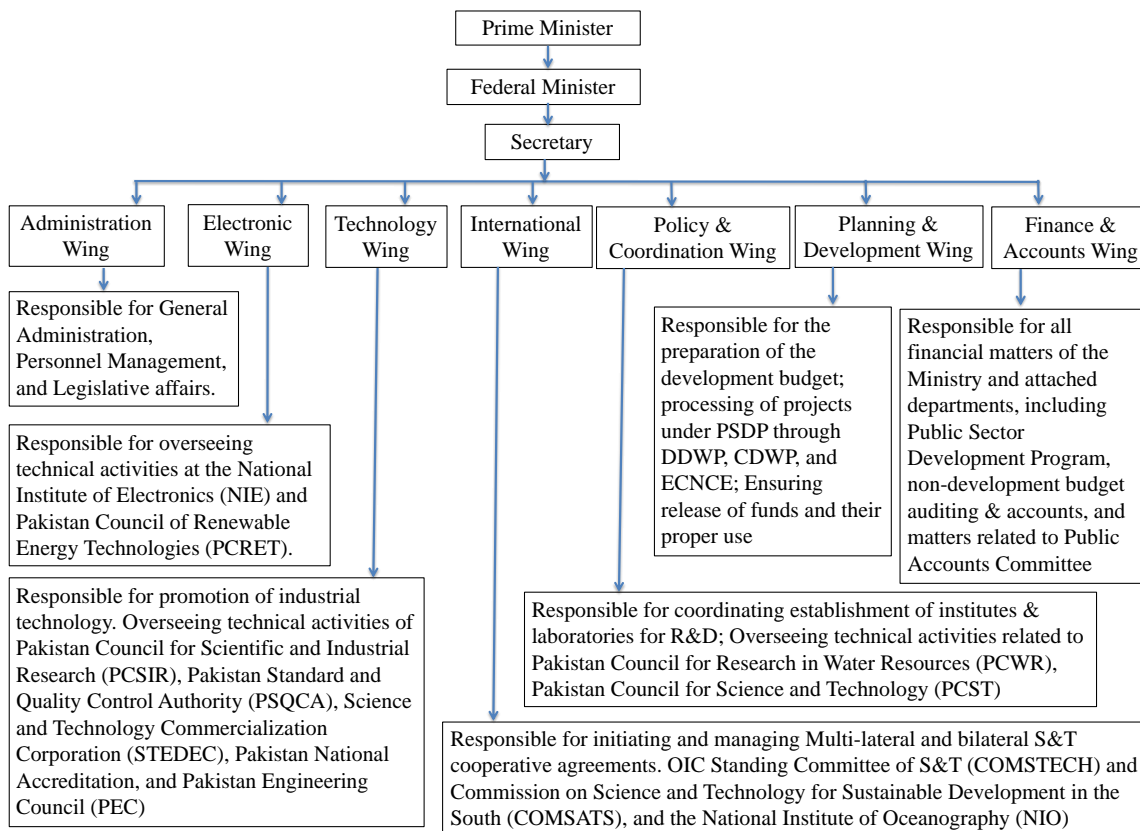 Prime Minister
Federal Minister
Secretary
Administration
Wing
Electronic
Wing
Technology
Wing
International
Wing
Policy &
Coordination Wing
Planning &
Development Wing
Finance &
Accounts Wing
Responsible for General
Administration,
Personnel Management,
and Legislative affairs.
Responsible for the
preparation of the
development budget;
processing of projects
under PSDP through
DDWP, CDWP, and
ECNCE; Ensuring
release of funds and their
proper use
Responsible for all
financial matters of the
Ministry and attached
departments, including
Public Sector
Development Program,
non-development budget
auditing & accounts, and
matters related to Public
Accounts Committee
Responsible for overseeing
technical activities at the National
Institute of Electronics (NIE) and
Pakistan Council of Renewable
Energy Technologies (PCRET).
Responsible for promotion of industrial
technology. Overseeing technical activities of
Pakistan Council for Scientific and Industrial
Research (PCSIR), Pakistan Standard and
Quality Control Authority (PSQCA), Science
and Technology Commercialization
Corporation (STEDEC), Pakistan National
Accreditation, and Pakistan Engineering
Council (PEC)
Responsible for coordinating establishment of institutes &
laboratories for R&D; Overseeing technical activities related to
Pakistan Council for Research in Water Resources (PCWR),
Pakistan Council for Science and Technology (PCST)
Responsible for initiating and managing Multi-lateral and bilateral S&T
cooperative agreements. OIC Standing Committee of S&T (COMSTECH) and
Commission on Science and Technology for Sustainable Development in the
South (COMSATS), and the National Institute of Oceanography (NIO)